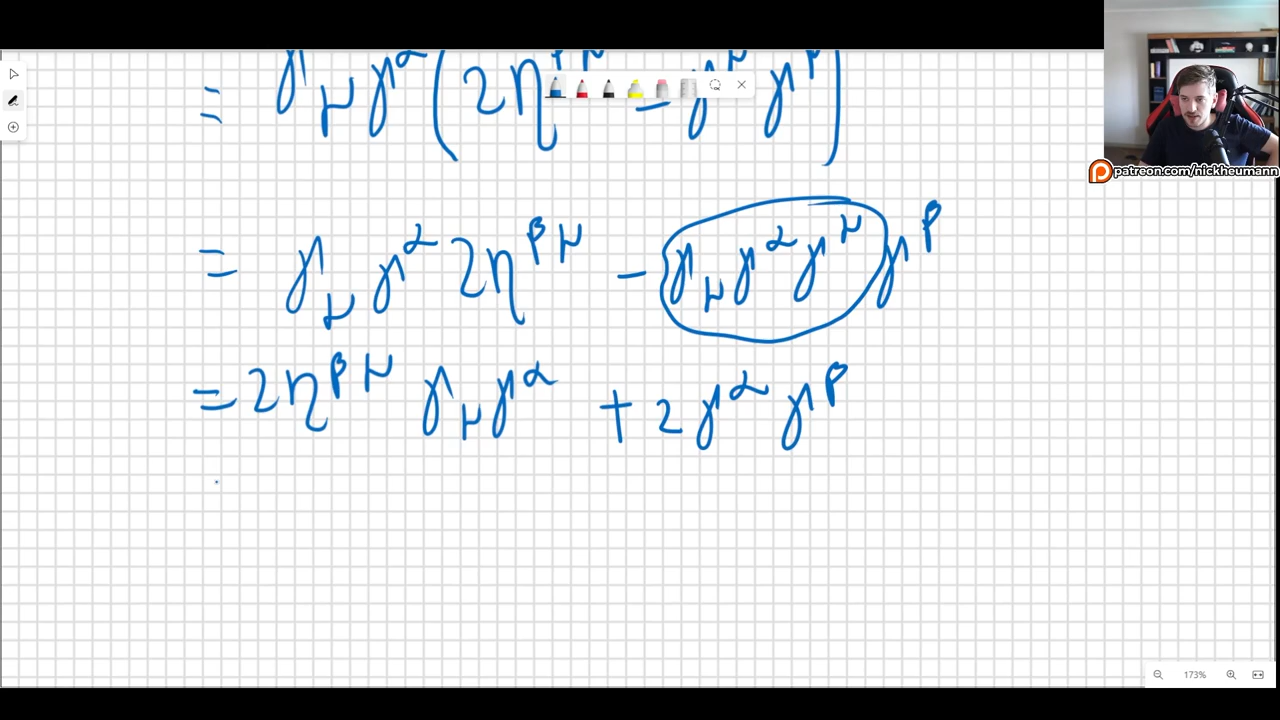 = γ_μ γ^α (2η^{βμ} − γ^μ γ^β)
= γ_μ γ^α 2η^{βμ} − γ_μ γ^α γ^μ γ^β
= 2η^{βμ} γ_μ γ^α + 2γ^α γ^β
patreon.com/nickheumann
173%